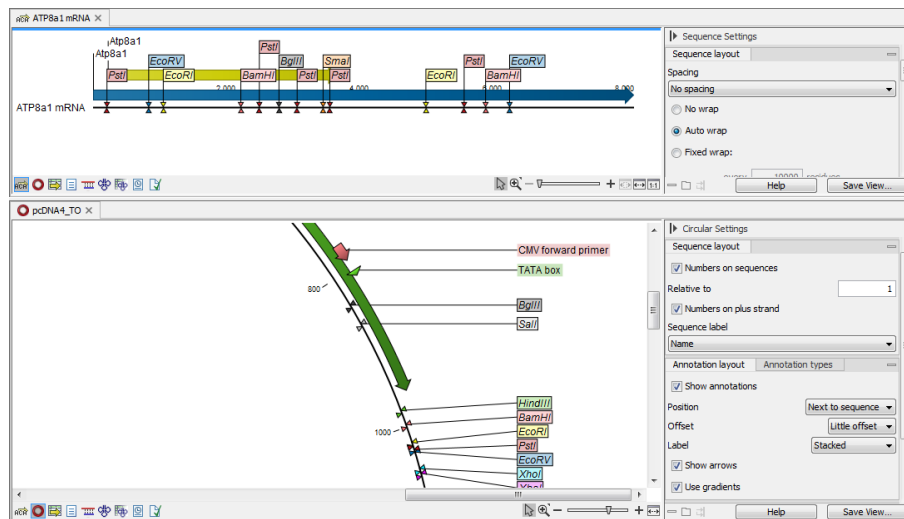 ATP8a1 mRNA
Atp8a1
Atp8a1
PstI
EcoRV
PstI
BglII
SmaI
PstI
EcoRV
PstI
EcoRI
BamHI
PstI
PstI
EcoRI
BamHI
2,000
4,000
6,000
8,000
ATP8a1 mRNA
Sequence Settings
Sequence layout
Spacing
No spacing
No wrap
Auto wrap
Fixed wrap:
every 10000 residues
Help
Save View...
pcDNA4_TO
CMV forward primer
TATA box
800
BglII
SalI
HindIII
BamHI
1000
EcoRI
PstI
EcoRV
XhoI
XbaI
Circular Settings
Sequence layout
Numbers on sequences
Relative to 1
Numbers on plus strand
Sequence label
Name
Annotation layout
Annotation types
Show annotations
Position Next to sequence
Offset Little offset
Label Stacked
Show arrows
Use gradients
Help
Save View...